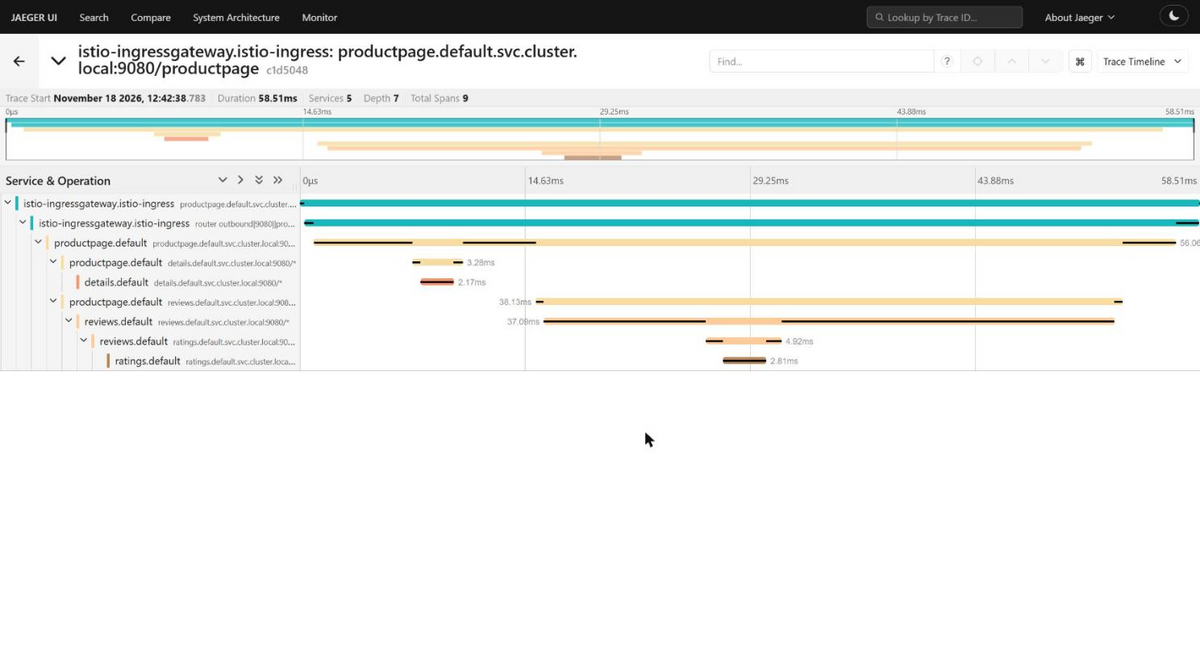 JAEGER UI Search Compare System Architecture Monitor Lookup by Trace ID... About Jaeger
istio-ingressgateway.istio-ingress: productpage.default.svc.cluster.
local:9080/productpage c1d5048
Find... ? ⌘ Trace Timeline
Trace Start November 18 2026, 12:42:38.783 Duration 58.51ms Services 5 Depth 7 Total Spans 9
0μs 14.63ms 29.25ms 43.88ms 58.51ms
Service & Operation 0μs 14.63ms 29.25ms 43.88ms 58.51ms
istio-ingressgateway.istio-ingress productpage.default.svc.cluster....
istio-ingressgateway.istio-ingress router outbound|9080||pro...
productpage.default productpage.default.svc.cluster.local:90... 56.06
productpage.default details.default.svc.cluster.local:9080/* 3.28ms
details.default details.default.svc.cluster.local:9080/* 2.17ms
productpage.default reviews.default.svc.cluster.local:908... 38.13ms
reviews.default reviews.default.svc.cluster.local:9080/* 37.09ms
reviews.default ratings.default.svc.cluster.local:90... 4.92ms
ratings.default ratings.default.svc.cluster.loca... 2.81ms